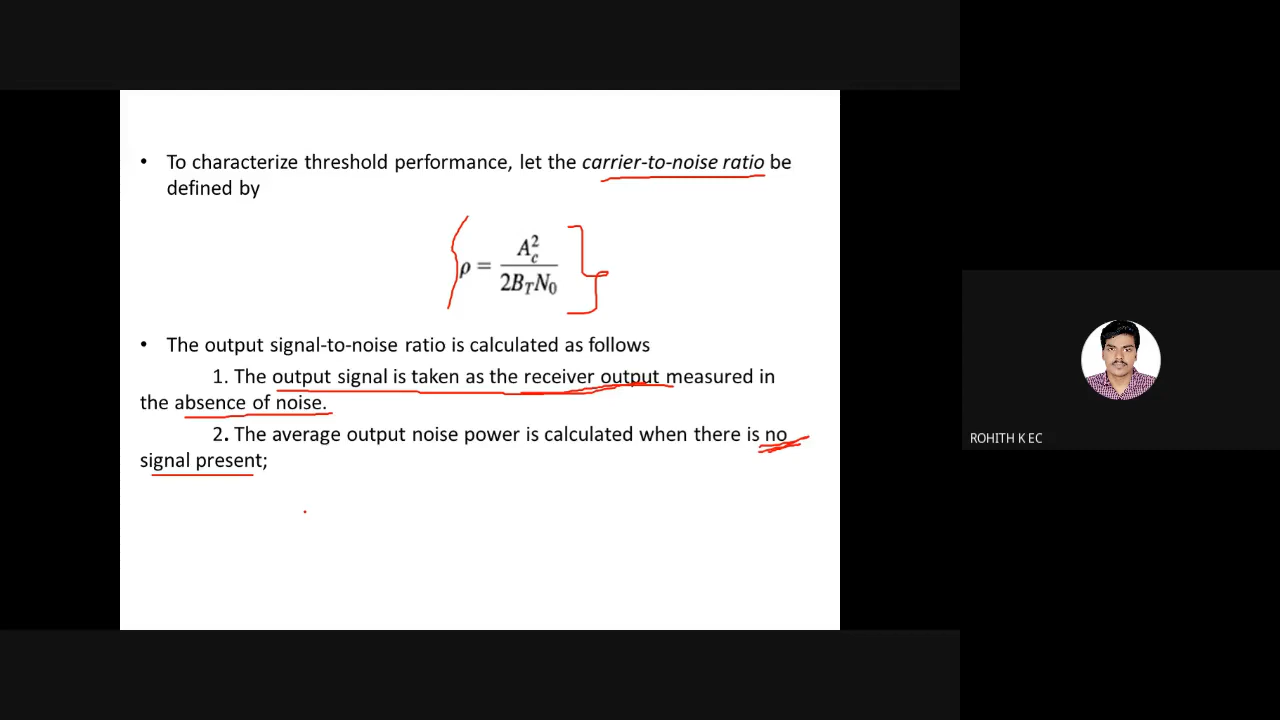 • To characterize threshold performance, let the carrier-to-noise ratio be
defined by
ρ = A_c^2 / 2B_T N_0
• The output signal-to-noise ratio is calculated as follows
1. The output signal is taken as the receiver output measured in
the absence of noise.
2. The average output noise power is calculated when there is no
signal present;
ROHITH K EC